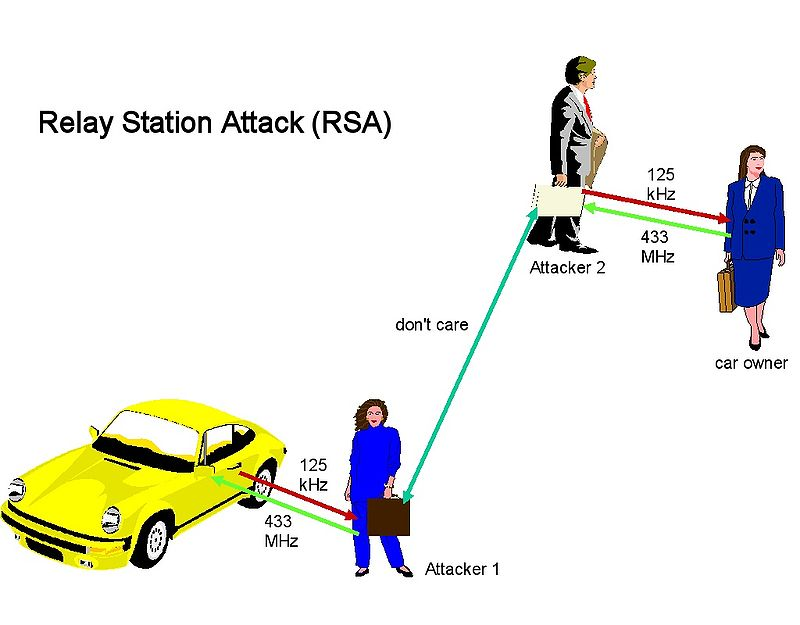 Relay Station Attack (RSA)
125
kHz
433
MHz
Attacker 2
don't care
car owner
125
kHz
433
MHz
Attacker 1